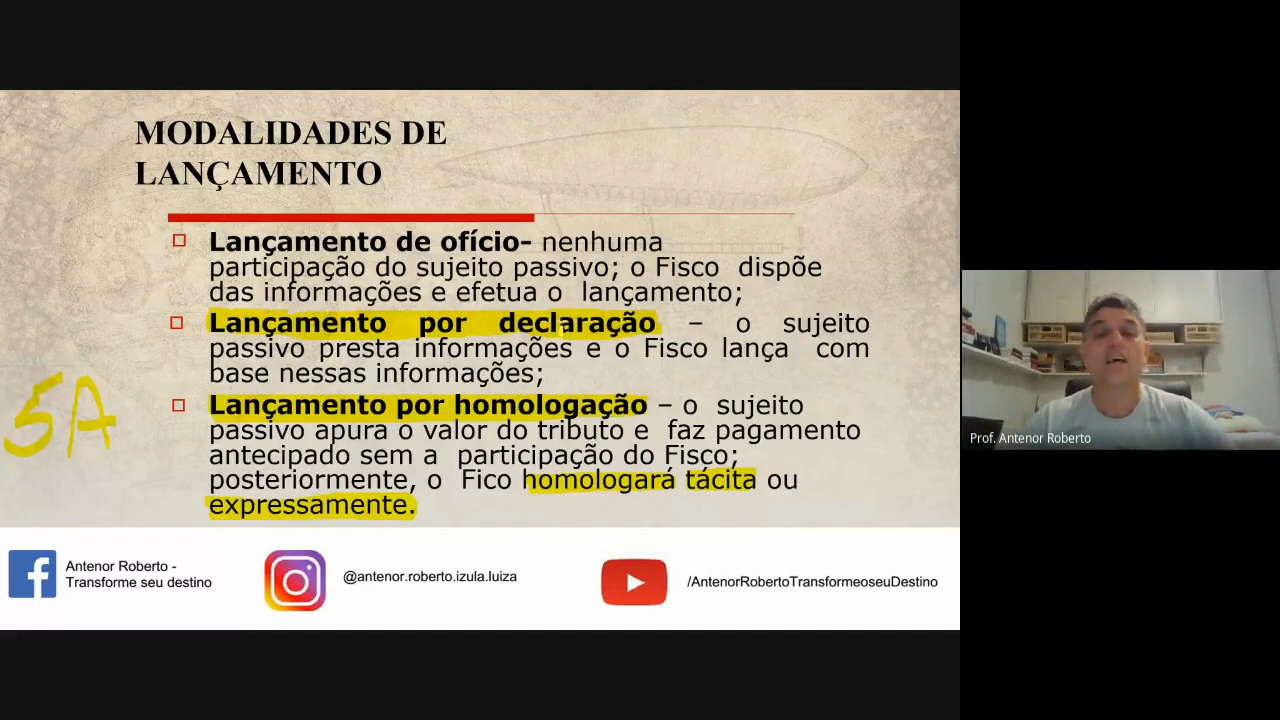 MODALIDADES DE
LANÇAMENTO
Lançamento de ofício- nenhuma
participação do sujeito passivo; o Fisco dispõe
das informações e efetua o lançamento;
Lançamento por declaração – o sujeito
passivo presta informações e o Fisco lança com
base nessas informações;
Lançamento por homologação – o sujeito
passivo apura o valor do tributo e faz pagamento
antecipado sem a participação do Fisco;
posteriormente, o Fico homologará tácita ou
expressamente.
5A
Antenor Roberto -
Transforme seu destino
@antenor.roberto.izula.luiza
/AntenorRobertoTransformeoseuDestino
Prof. Antenor Roberto